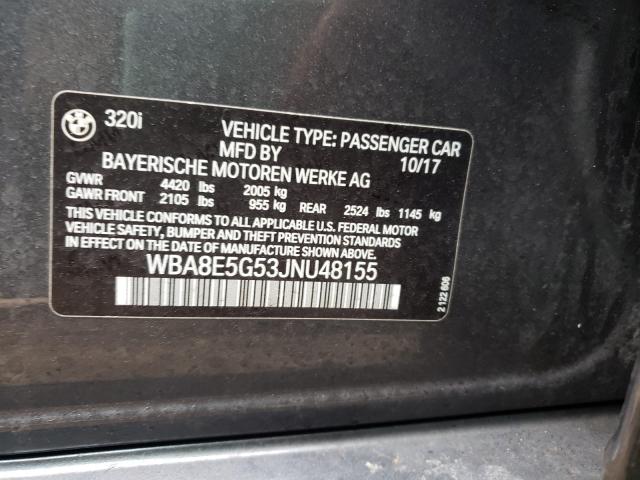 320i
VEHICLE TYPE: PASSENGER CAR
MFD BY 10/17
BAYERISCHE MOTOREN WERKE AG
GVWR 4420 lbs 2005 kg
GAWR FRONT 2105 lbs 955 kg REAR 2524 lbs 1145 kg
THIS VEHICLE CONFORMS TO ALL APPLICABLE U.S. FEDERAL MOTOR
VEHICLE SAFETY, BUMPER AND THEFT PREVENTION STANDARDS
IN EFFECT ON THE DATE OF MANUFACTURE SHOWN ABOVE.
WBA8E5G53JNU48155
2 122 608